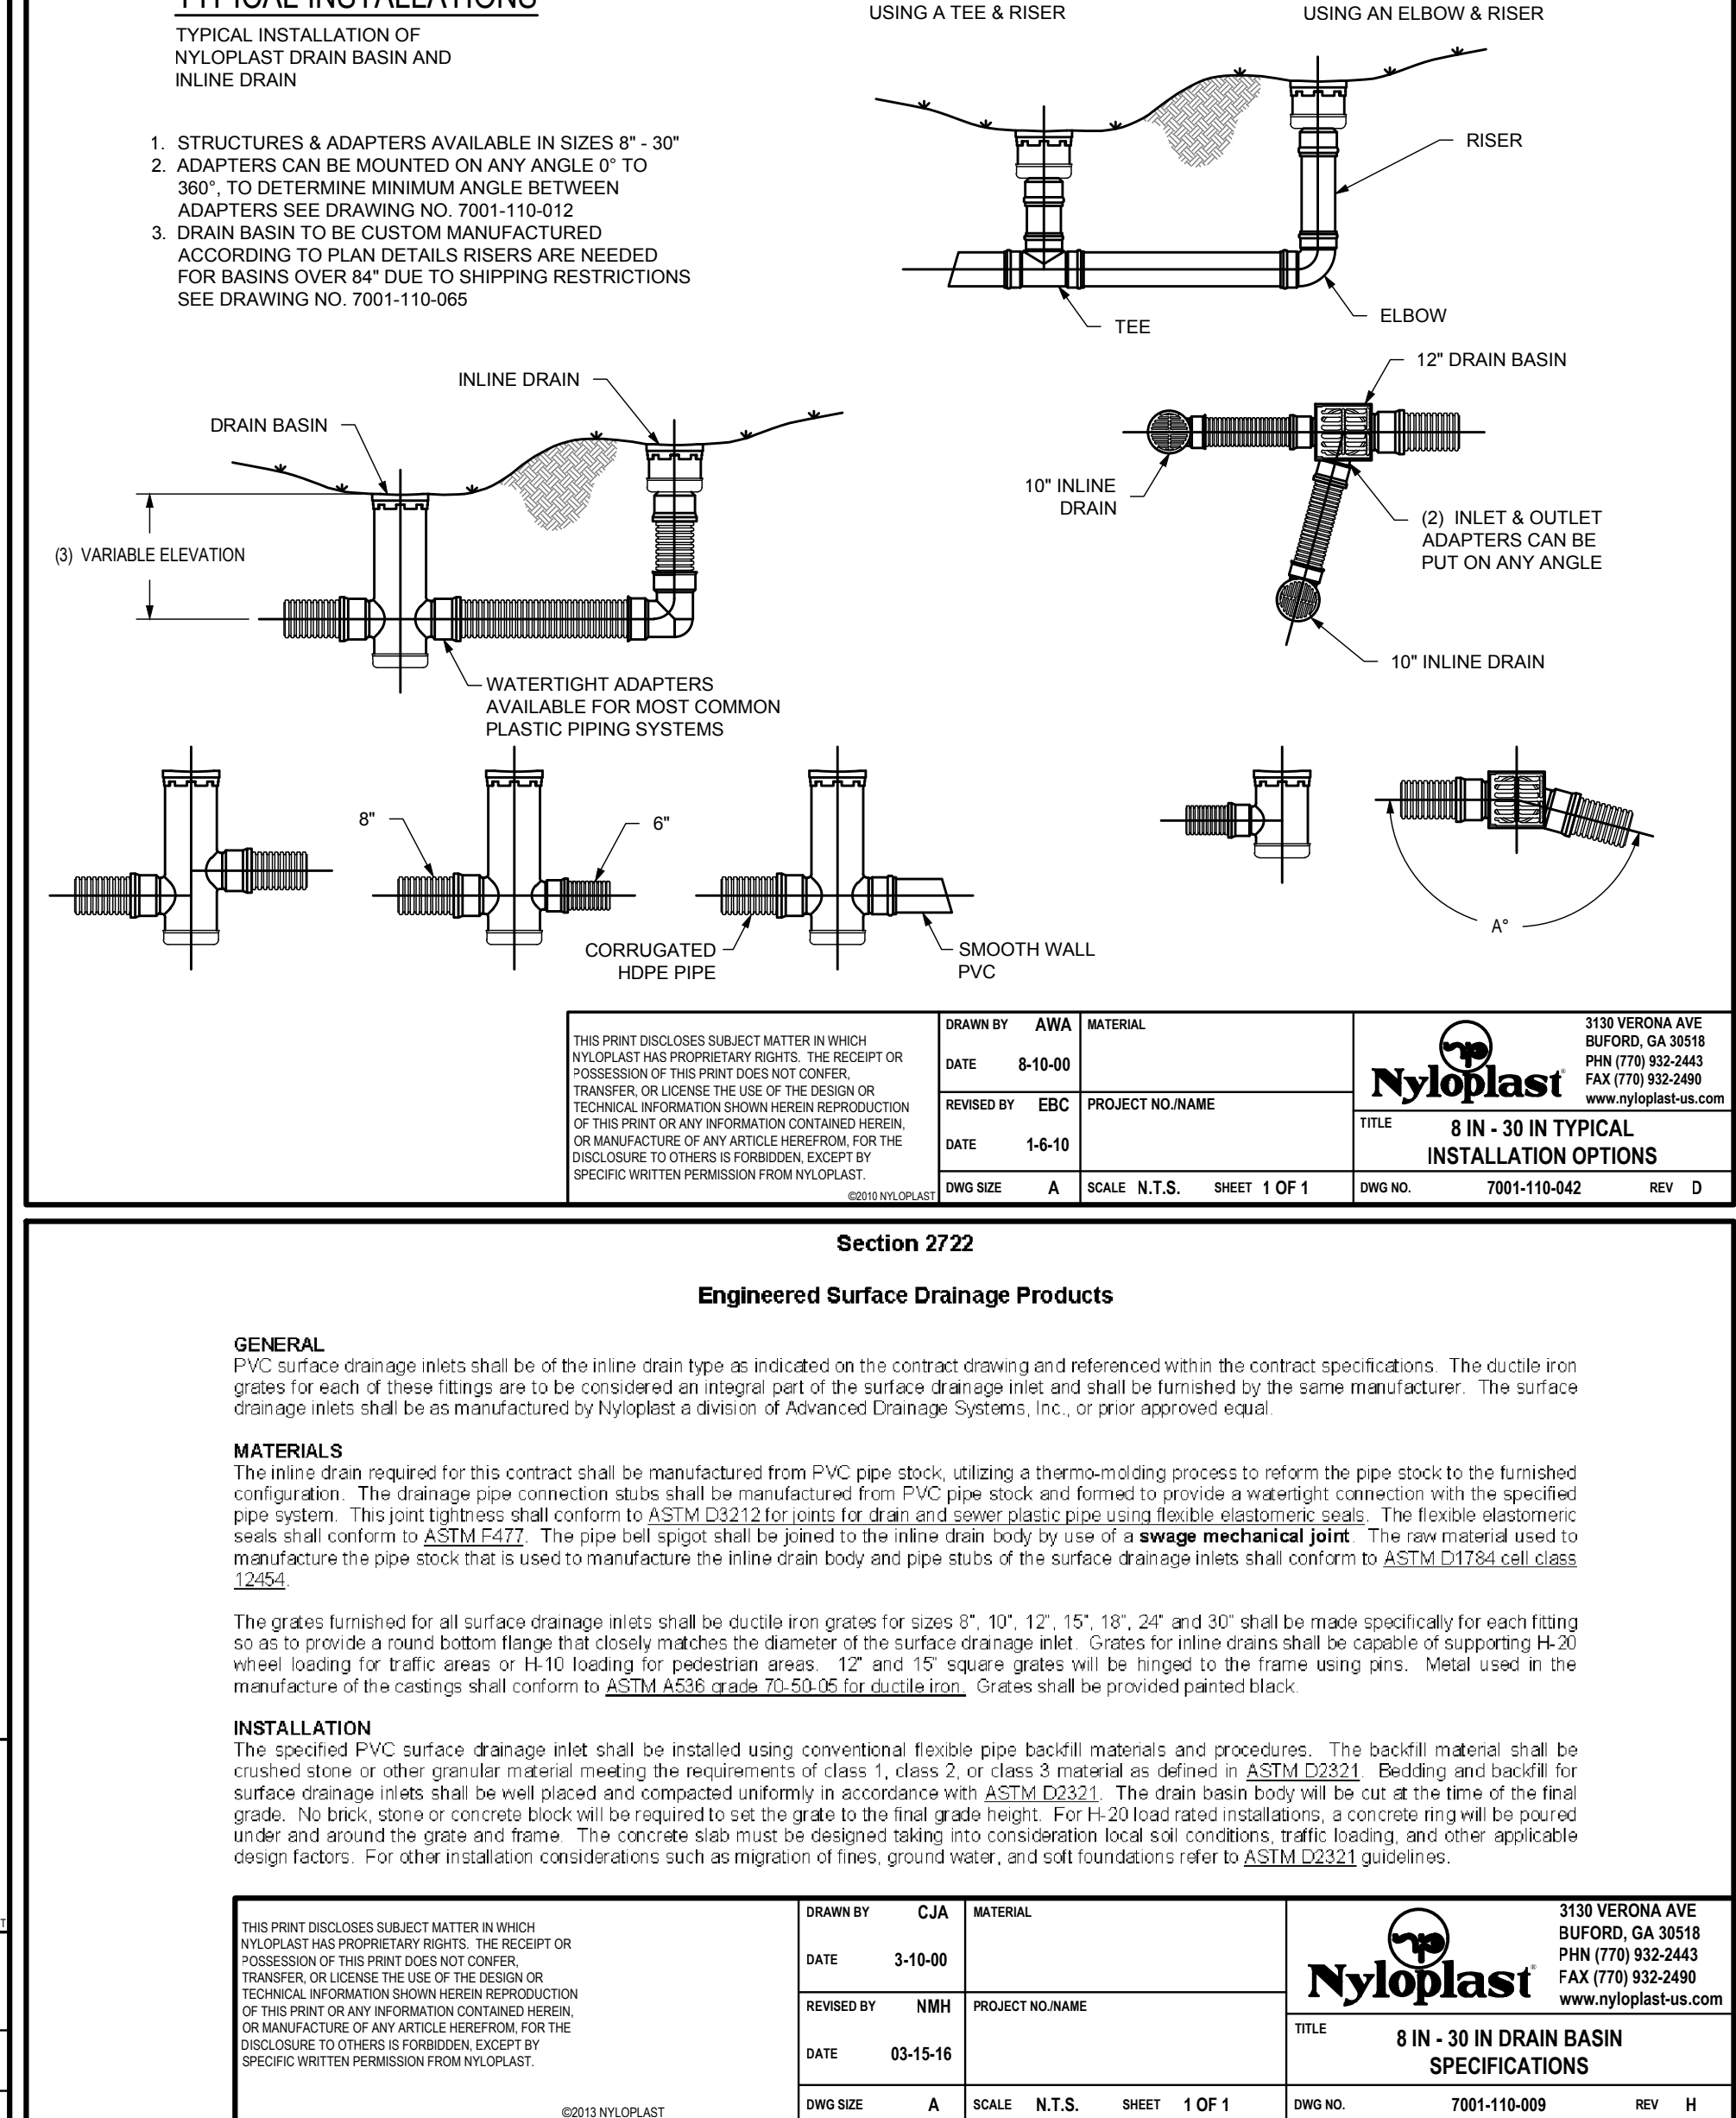 TYPICAL INSTALLATIONS
TYPICAL INSTALLATION OF
NYLOPLAST DRAIN BASIN AND
INLINE DRAIN
1. STRUCTURES & ADAPTERS AVAILABLE IN SIZES 8" - 30"
2. ADAPTERS CAN BE MOUNTED ON ANY ANGLE 0° TO
360°, TO DETERMINE MINIMUM ANGLE BETWEEN
ADAPTERS SEE DRAWING NO. 7001-110-012
3. DRAIN BASIN TO BE CUSTOM MANUFACTURED
ACCORDING TO PLAN DETAILS RISERS ARE NEEDED
FOR BASINS OVER 84" DUE TO SHIPPING RESTRICTIONS
SEE DRAWING NO. 7001-110-065
USING A TEE & RISER
USING AN ELBOW & RISER
RISER
TEE
ELBOW
INLINE DRAIN
DRAIN BASIN
(3) VARIABLE ELEVATION
WATERTIGHT ADAPTERS
AVAILABLE FOR MOST COMMON
PLASTIC PIPING SYSTEMS
12" DRAIN BASIN
10" INLINE
DRAIN
(2) INLET & OUTLET
ADAPTERS CAN BE
PUT ON ANY ANGLE
10" INLINE DRAIN
8"
6"
CORRUGATED
HDPE PIPE
SMOOTH WALL
PVC
A°
THIS PRINT DISCLOSES SUBJECT MATTER IN WHICH
NYLOPLAST HAS PROPRIETARY RIGHTS. THE RECEIPT OR
POSSESSION OF THIS PRINT DOES NOT CONFER,
TRANSFER, OR LICENSE THE USE OF THE DESIGN OR
TECHNICAL INFORMATION SHOWN HEREIN REPRODUCTION
OF THIS PRINT OR ANY INFORMATION CONTAINED HEREIN,
OR MANUFACTURE OF ANY ARTICLE HEREFROM, FOR THE
DISCLOSURE TO OTHERS IS FORBIDDEN, EXCEPT BY
SPECIFIC WRITTEN PERMISSION FROM NYLOPLAST.
©2010 NYLOPLAST
DRAWN BY AWA
DATE 8-10-00
REVISED BY EBC
DATE 1-6-10
DWG SIZE A
MATERIAL
PROJECT NO./NAME
SCALE N.T.S. SHEET 1 OF 1
Nyloplast®
3130 VERONA AVE
BUFORD, GA 30518
PHN (770) 932-2443
FAX (770) 932-2490
www.nyloplast-us.com
TITLE
8 IN - 30 IN TYPICAL
INSTALLATION OPTIONS
DWG NO. 7001-110-042 REV D
Section 2722
Engineered Surface Drainage Products
GENERAL
PVC surface drainage inlets shall be of the inline drain type as indicated on the contract drawing and referenced within the contract specifications. The ductile iron
grates for each of these fittings are to be considered an integral part of the surface drainage inlet and shall be furnished by the same manufacturer. The surface
drainage inlets shall be as manufactured by Nyloplast a division of Advanced Drainage Systems, Inc., or prior approved equal.
MATERIALS
The inline drain required for this contract shall be manufactured from PVC pipe stock, utilizing a thermo-molding process to reform the pipe stock to the furnished
configuration. The drainage pipe connection stubs shall be manufactured from PVC pipe stock and formed to provide a watertight connection with the specified
pipe system. This joint tightness shall conform to ASTM D3212 for joints for drain and sewer plastic pipe using flexible elastomeric seals. The flexible elastomeric
seals shall conform to ASTM F477. The pipe bell spigot shall be joined to the inline drain body by use of a swage mechanical joint. The raw material used to
manufacture the pipe stock that is used to manufacture the inline drain body and pipe stubs of the surface drainage inlets shall conform to ASTM D1784 cell class
12454.
The grates furnished for all surface drainage inlets shall be ductile iron grates for sizes 8", 10", 12", 15", 18", 24" and 30" shall be made specifically for each fitting
so as to provide a round bottom flange that closely matches the diameter of the surface drainage inlet. Grates for inline drains shall be capable of supporting H-20
wheel loading for traffic areas or H-10 loading for pedestrian areas. 12" and 15" square grates will be hinged to the frame using pins. Metal used in the
manufacture of the castings shall conform to ASTM A536 grade 70-50-05 for ductile iron. Grates shall be provided painted black.
INSTALLATION
The specified PVC surface drainage inlet shall be installed using conventional flexible pipe backfill materials and procedures. The backfill material shall be
crushed stone or other granular material meeting the requirements of class 1, class 2, or class 3 material as defined in ASTM D2321. Bedding and backfill for
surface drainage inlets shall be well placed and compacted uniformly in accordance with ASTM D2321. The drain basin body will be cut at the time of the final
grade. No brick, stone or concrete block will be required to set the grate to the final grade height. For H-20 load rated installations, a concrete ring will be poured
under and around the grate and frame. The concrete slab must be designed taking into consideration local soil conditions, traffic loading, and other applicable
design factors. For other installation considerations such as migration of fines, ground water, and soft foundations refer to ASTM D2321 guidelines.
THIS PRINT DISCLOSES SUBJECT MATTER IN WHICH
NYLOPLAST HAS PROPRIETARY RIGHTS. THE RECEIPT OR
POSSESSION OF THIS PRINT DOES NOT CONFER,
TRANSFER, OR LICENSE THE USE OF THE DESIGN OR
TECHNICAL INFORMATION SHOWN HEREIN REPRODUCTION
OF THIS PRINT OR ANY INFORMATION CONTAINED HEREIN,
OR MANUFACTURE OF ANY ARTICLE HEREFROM, FOR THE
DISCLOSURE TO OTHERS IS FORBIDDEN, EXCEPT BY
SPECIFIC WRITTEN PERMISSION FROM NYLOPLAST.
©2013 NYLOPLAST
DRAWN BY CJA
DATE 3-10-00
REVISED BY NMH
DATE 03-15-16
DWG SIZE A
MATERIAL
PROJECT NO./NAME
SCALE N.T.S. SHEET 1 OF 1
Nyloplast®
3130 VERONA AVE
BUFORD, GA 30518
PHN (770) 932-2443
FAX (770) 932-2490
www.nyloplast-us.com
TITLE
8 IN - 30 IN DRAIN BASIN
SPECIFICATIONS
DWG NO. 7001-110-009 REV H